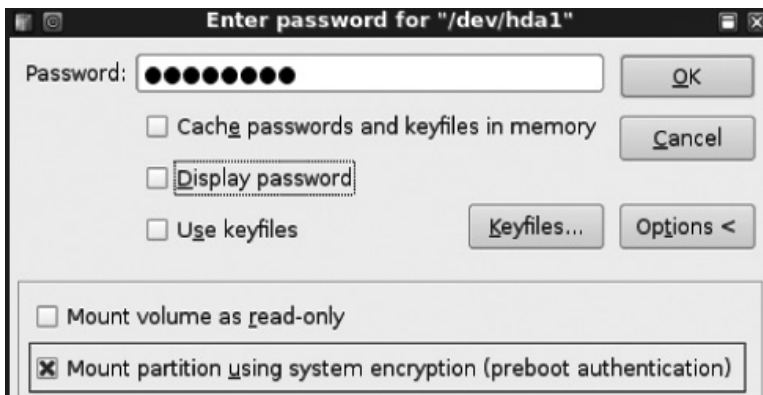 Enter password for "/dev/hda1"
Password: ●●●●●●●● OK
Cache passwords and keyfiles in memory Cancel
Display password
Use keyfiles Keyfiles... Options <
Mount volume as read-only
Mount partition using system encryption (preboot authentication)